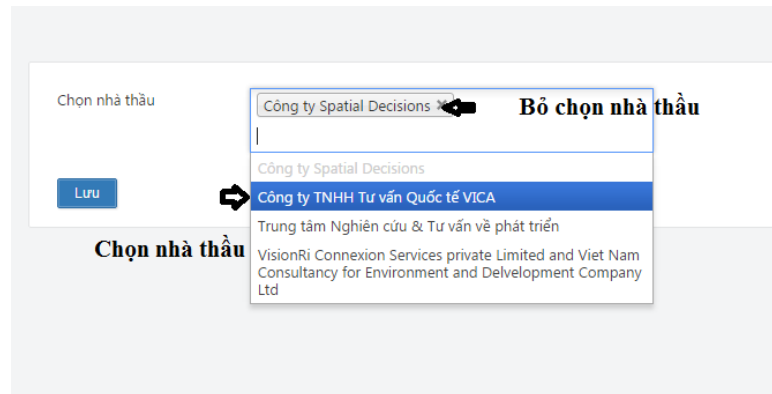 Chọn nhà thầu
Công ty Spatial Decisions
Bỏ chọn nhà thầu
Công ty Spatial Decisions
Công ty TNHH Tư vấn Quốc tế VICA
Lưu
Trung tâm Nghiên cứu & Tư vấn về phát triển
Chọn nhà thầu
VisionRi Connexion Services private Limited and Viet Nam
Consultancy for Environment and Delvelopment Company
Ltd